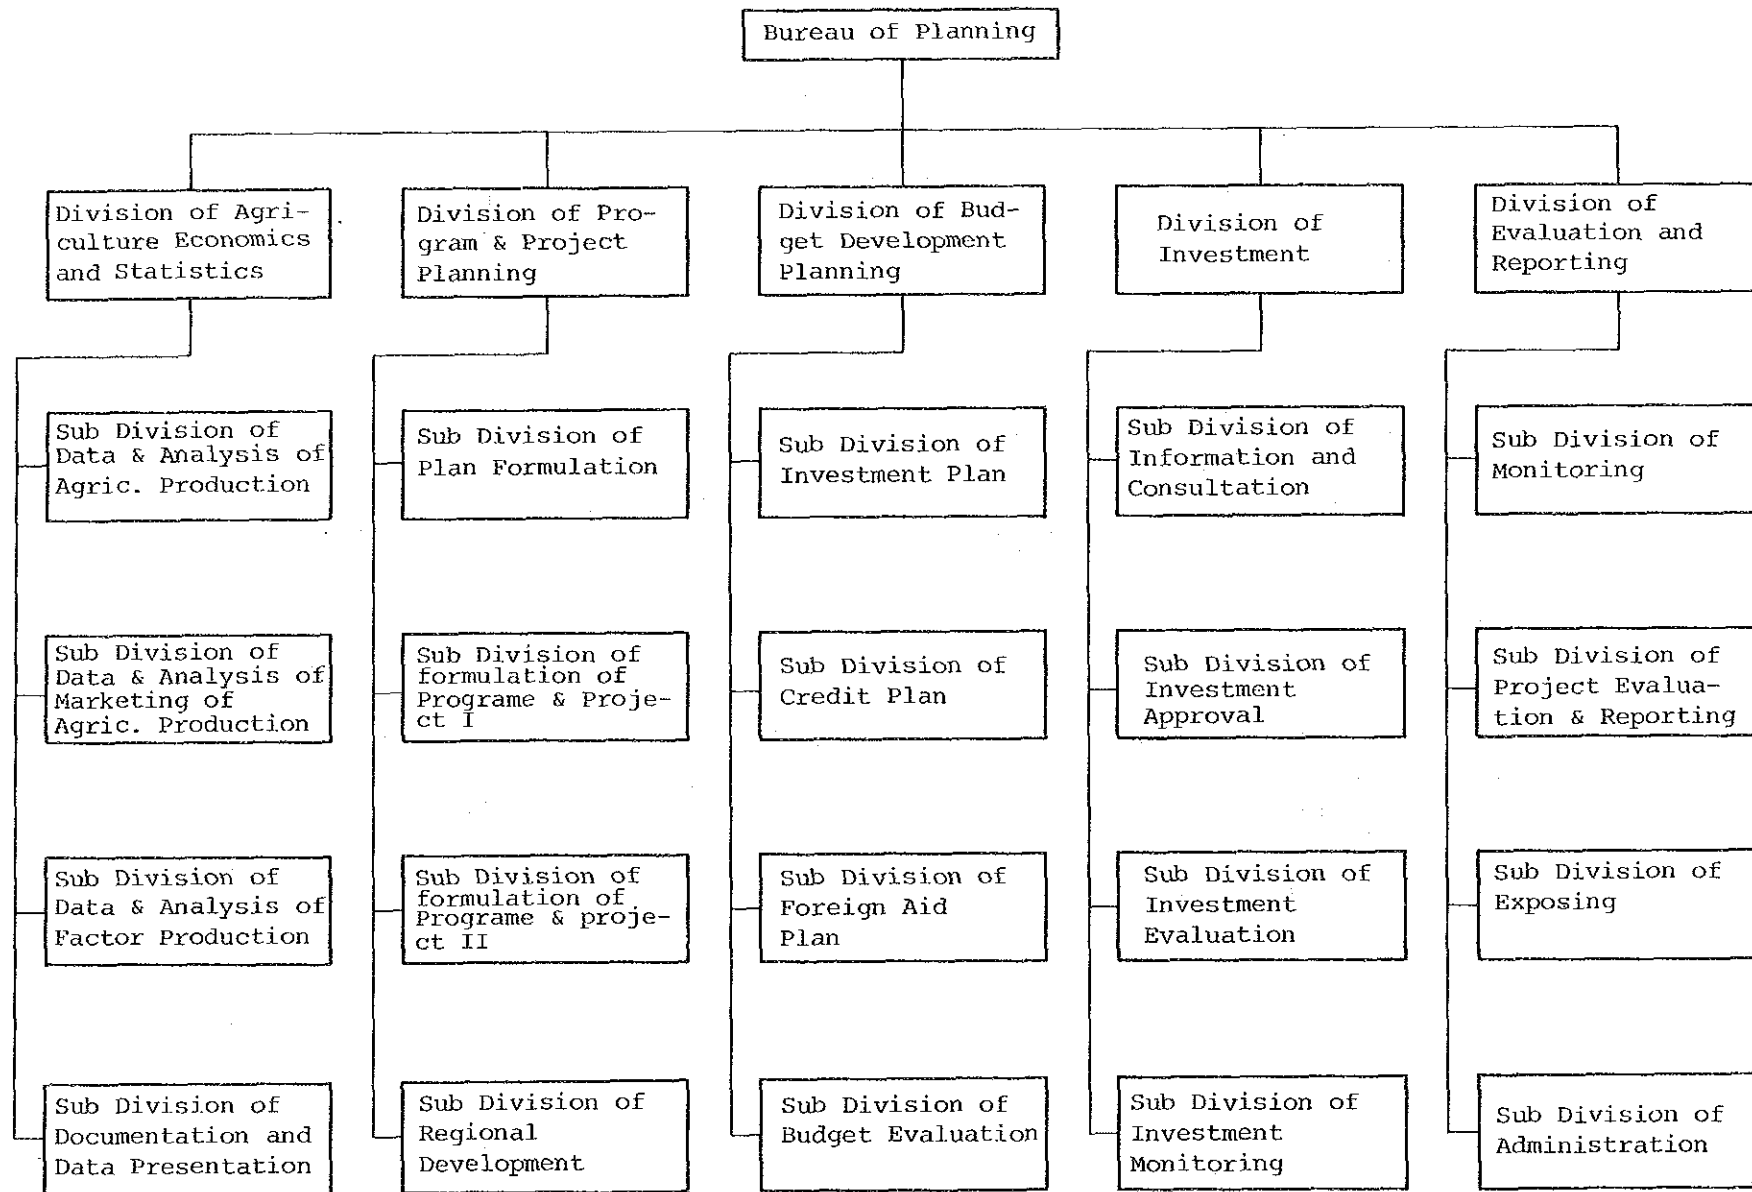 Bureau of Planning
Division of Agri-
culture Economics
and Statistics
Division of Pro-
gram & Project
Planning
Division of Bud-
get Development
Planning
Division of
Investment
Division of
Evaluation and
Reporting
Sub Division of
Data & Analysis of
Agric. Production
Sub Division of
Plan Formulation
Sub Division of
Investment Plan
Sub Division of
Information and
Consultation
Sub Division of
Monitoring
Sub Division of
Data & Analysis of
Marketing of
Agric. Production
Sub Division of
formulation of
Programe & Proje-
ct I
Sub Division of
Credit Plan
Sub Division of
Investment
Approval
Sub Division of
Project Evalua-
tion & Reporting
Sub Division of
Data & Analysis of
Factor Production
Sub Division of
formulation of
Programe & proje-
ct II
Sub Division of
Foreign Aid
Plan
Sub Division of
Investment
Evaluation
Sub Division of
Exposing
Sub Division of
Documentation and
Data Presentation
Sub Division of
Regional
Development
Sub Division of
Budget Evaluation
Sub Division of
Investment
Monitoring
Sub Division of
Administration